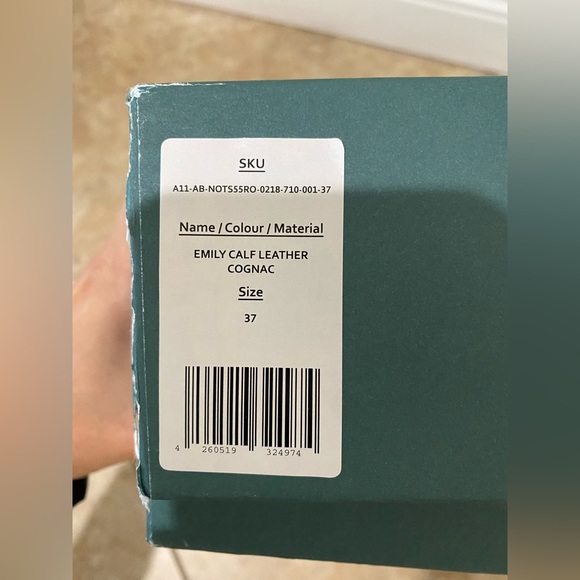 SKU
A11-AB-NOTS55RO-0218-710-001-37
Name / Colour / Material
EMILY CALF LEATHER
COGNAC
Size
37
4 260519 324974